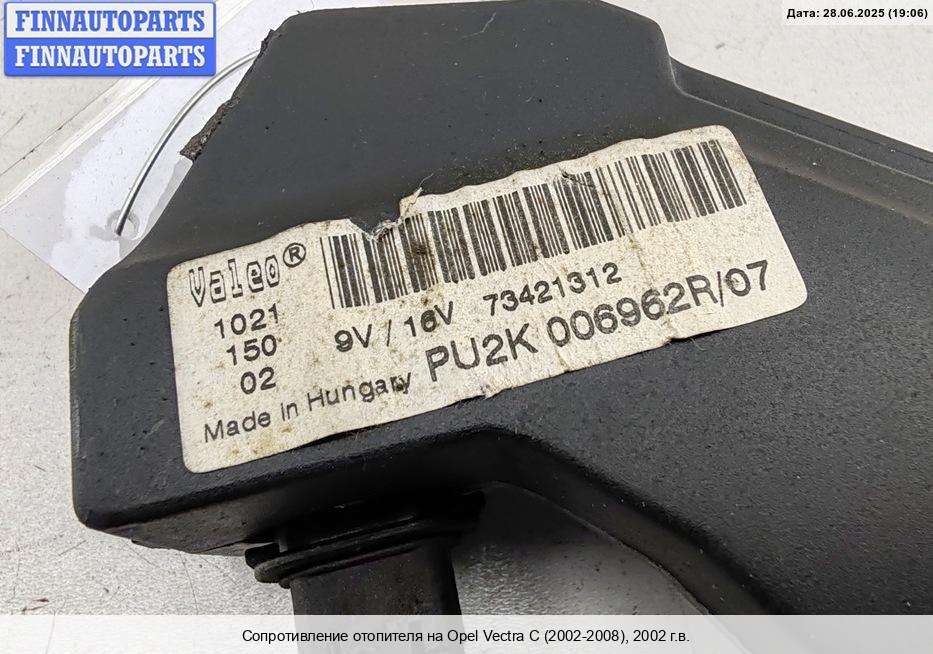 FINNAUTOPARTS
FINNAUTOPARTS
Дата: 28.06.2025 (19:06)
Valeo®
1021
150
02
9V / 16V 73421312
PU2K 006962R/07
Made in Hungary
Сопротивление отопителя на Opel Vectra C (2002-2008), 2002 г.в.